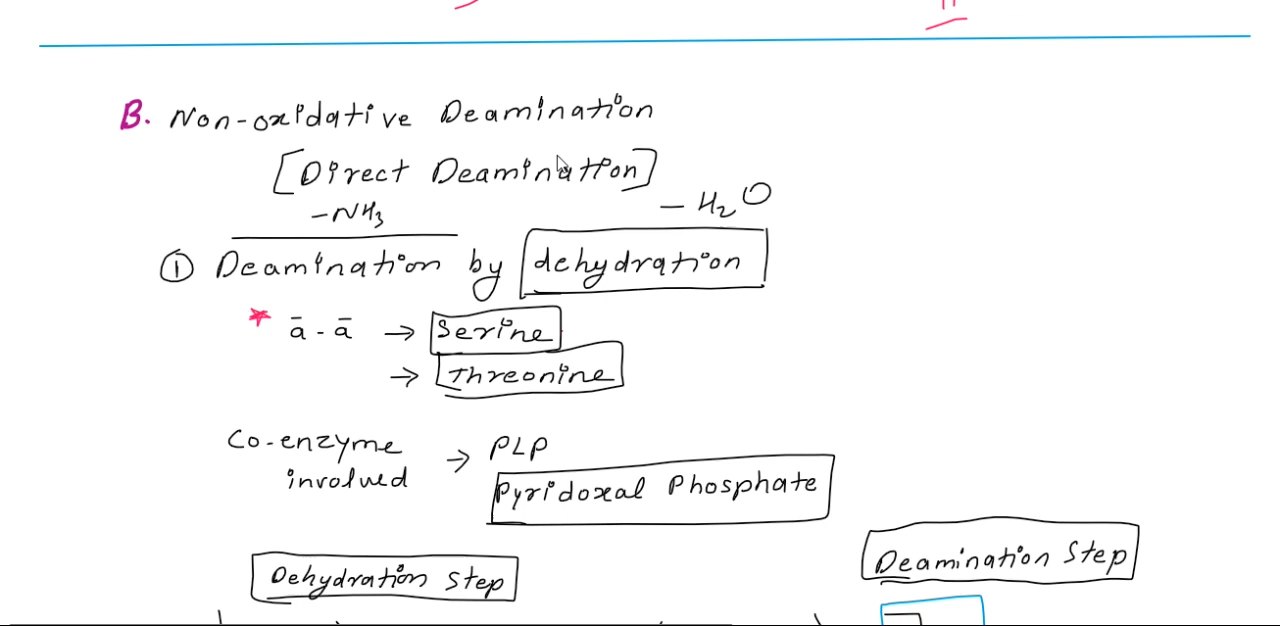 B. Non-oxidative Deamination
[Direct Deamination]
-NH₃ - H₂O
① Deamination by dehydration
* ā - ā → Serine
→ Threonine
Co-enzyme involved → PLP
Pyridoxal Phosphate
Dehydration Step
Deamination Step